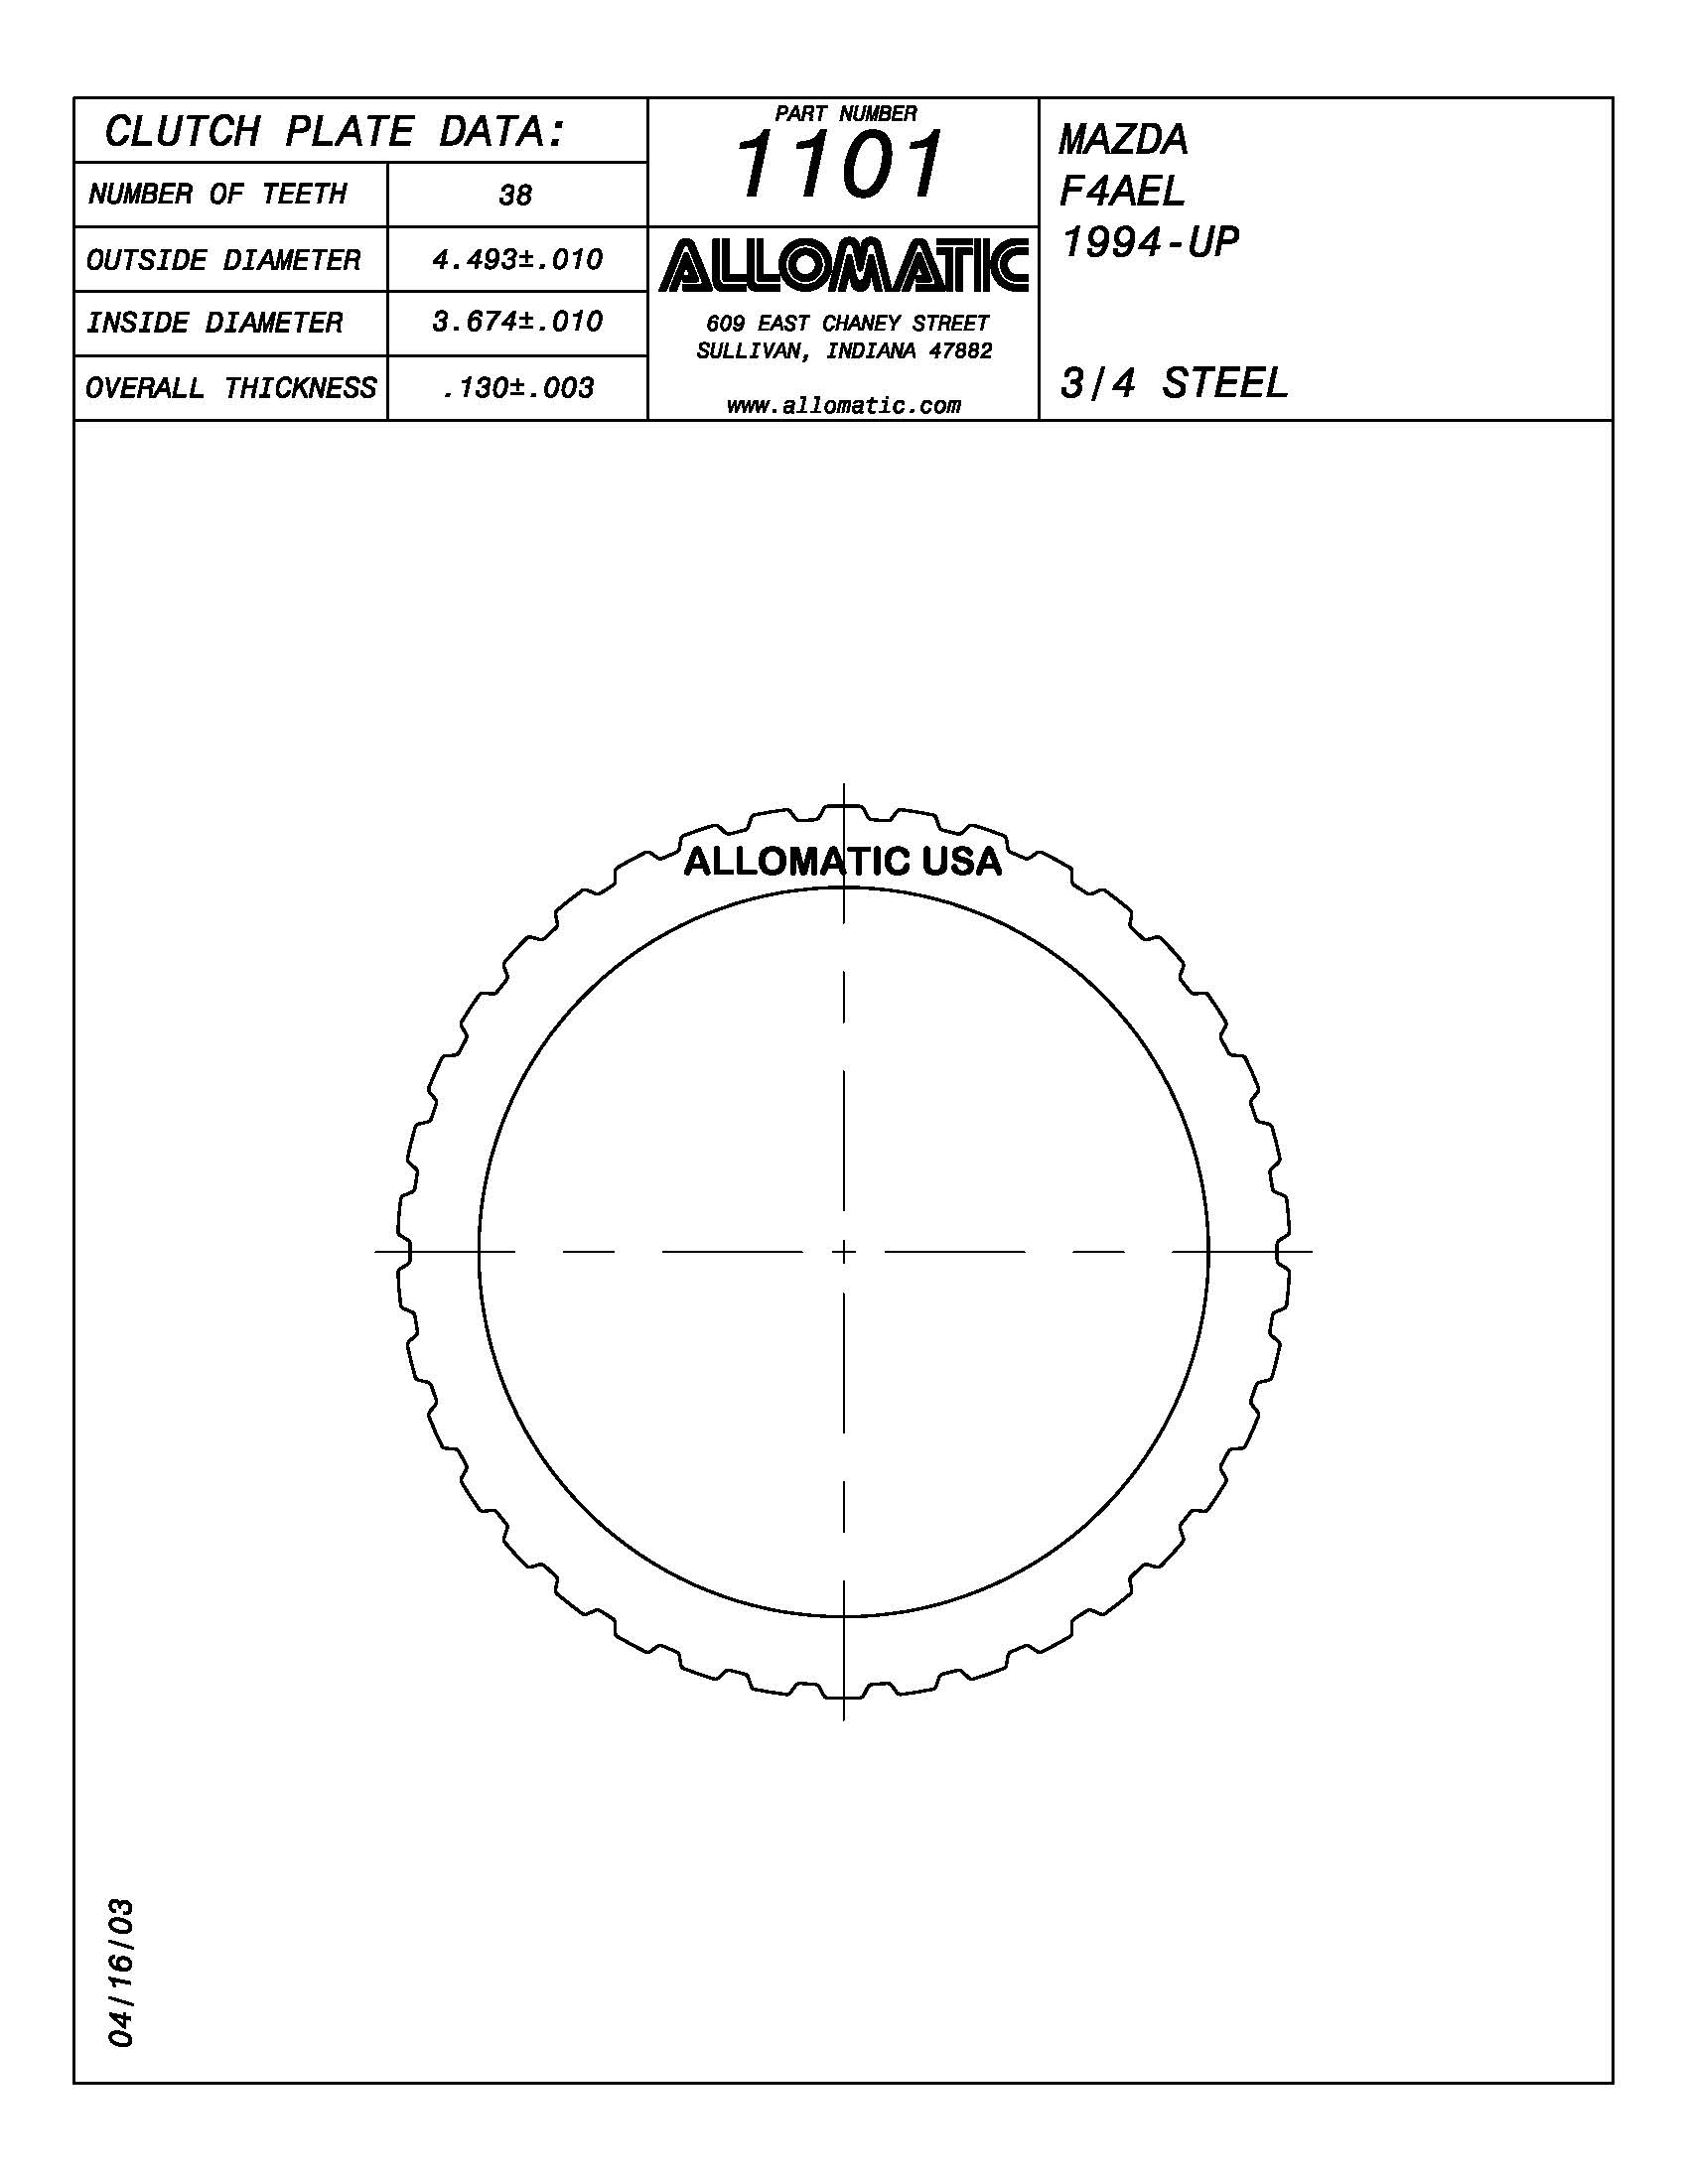 CLUTCH PLATE DATA:
NUMBER OF TEETH 38
OUTSIDE DIAMETER 4.493±.010
INSIDE DIAMETER 3.674±.010
OVERALL THICKNESS .130±.003
PART NUMBER
1101
ALLOMATIC
609 EAST CHANEY STREET
SULLIVAN, INDIANA 47882
www.allomatic.com
MAZDA
F4AEL
1994-UP
3/4 STEEL
ALLOMATIC USA
04/16/03